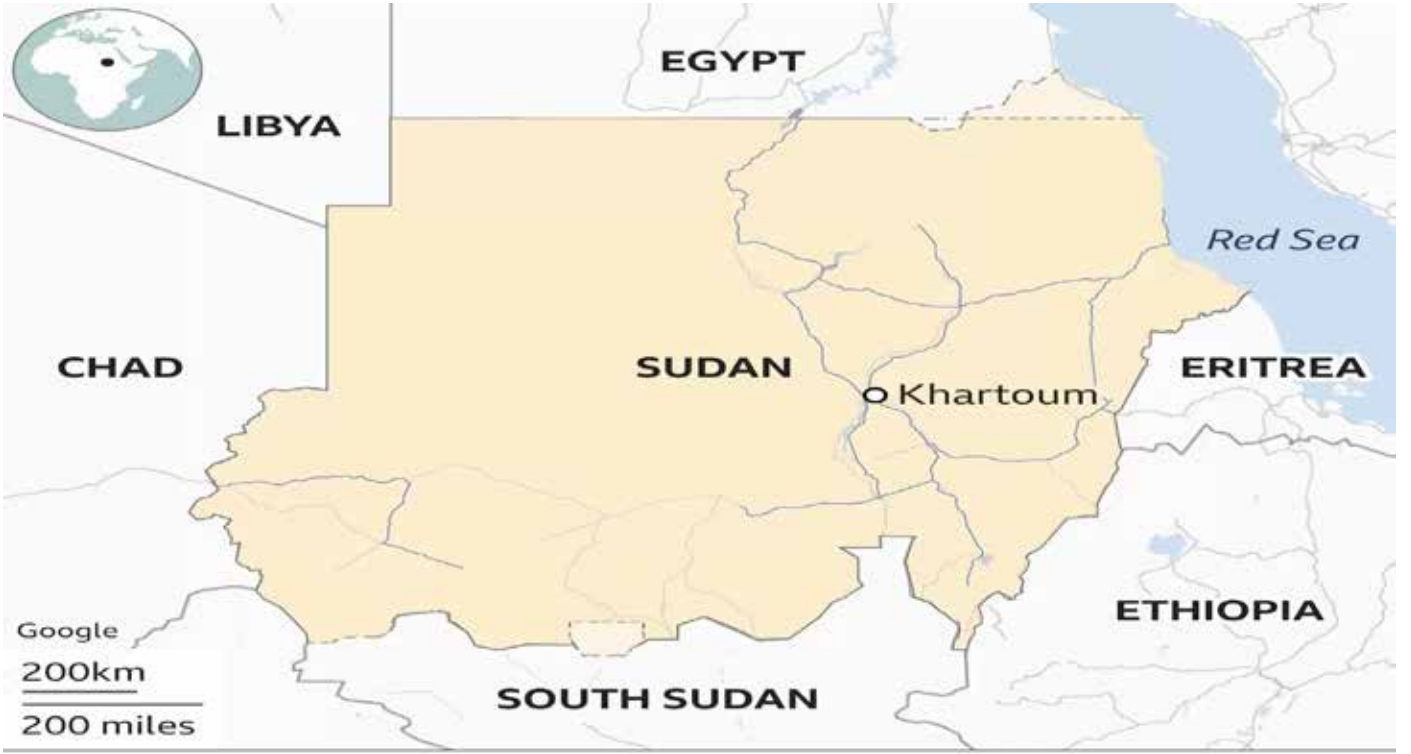 EGYPT
LIBYA
Red Sea
CHAD
SUDAN
ERITREA
Khartoum
ETHIOPIA
Google
200km
SOUTH SUDAN
200 miles